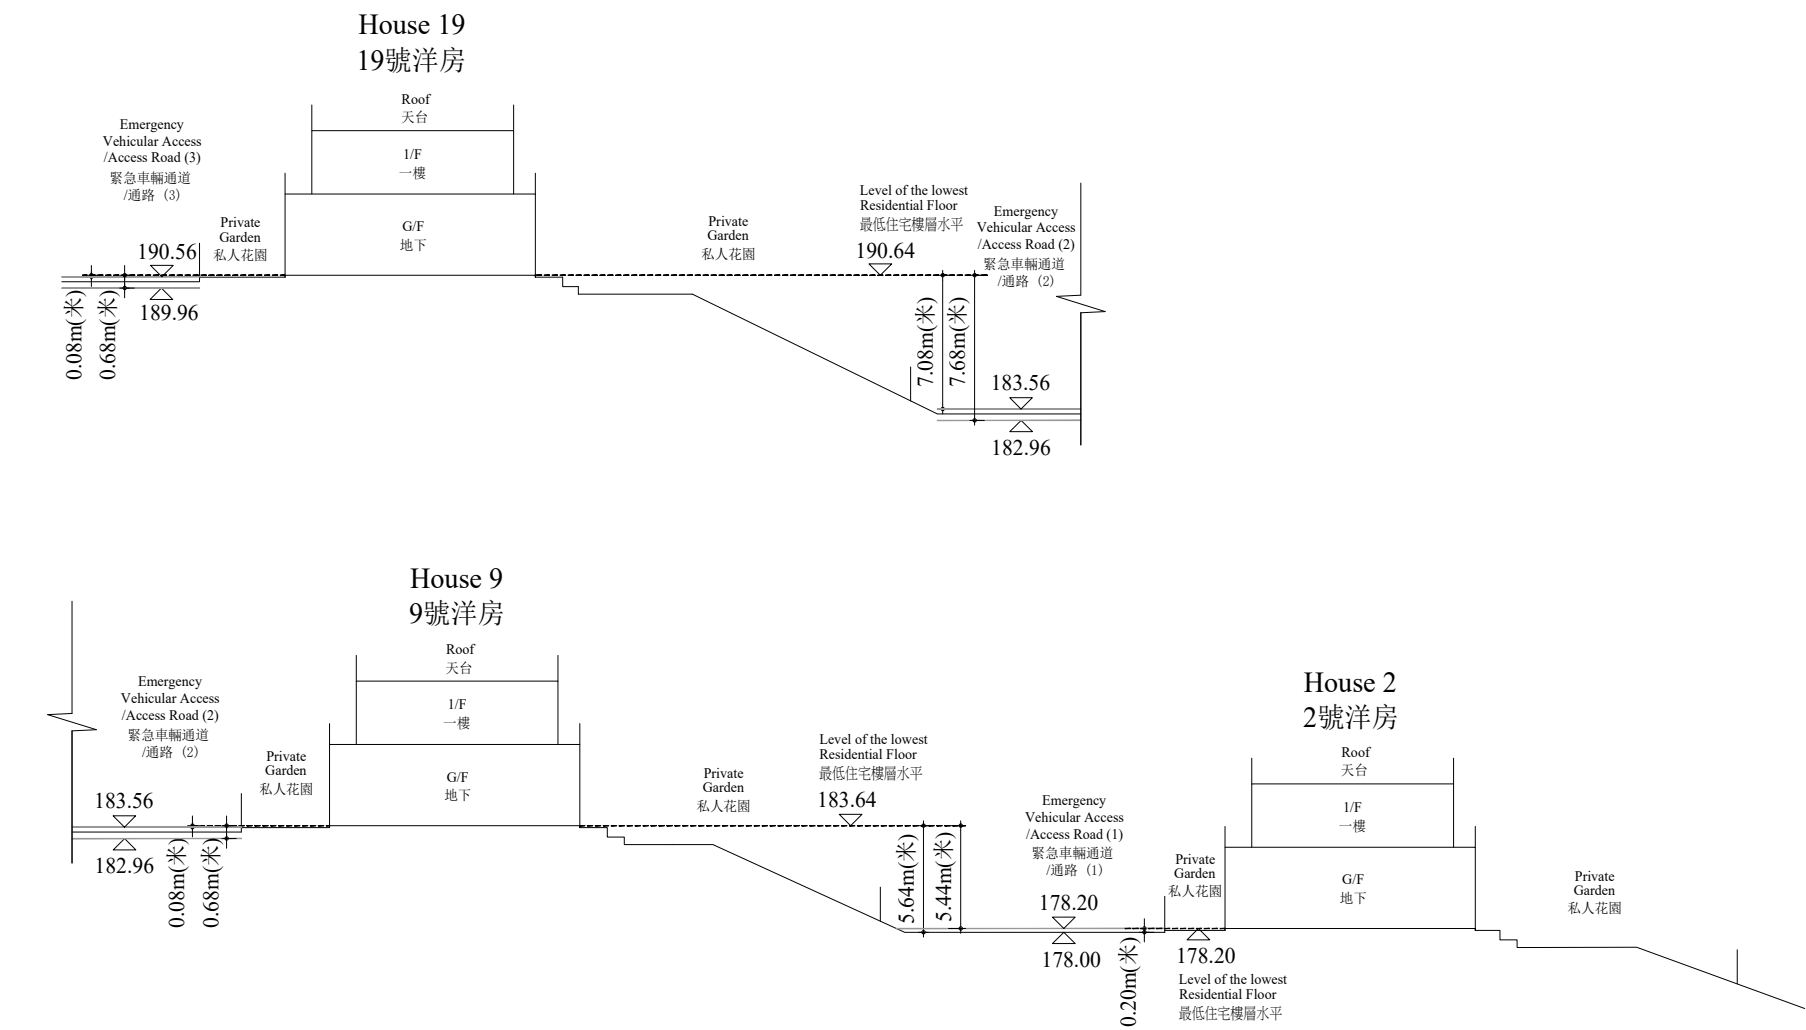 House 19
19號洋房
Roof
天台
Emergency
Vehicular Access
/Access Road (3)
緊急車輛通道
/通路 (3)
1/F
一樓
Private
Garden
私人花園
G/F
地下
Private
Garden
私人花園
Level of the lowest
Residential Floor
最低住宅樓層水平
190.64
Emergency
Vehicular Access
/Access Road (2)
緊急車輛通道
/通路 (2)
190.56
189.96
0.08m(米)
0.68m(米)
7.08m(米)
7.68m(米)
183.56
182.96
House 9
9號洋房
Roof
天台
Emergency
Vehicular Access
/Access Road (2)
緊急車輛通道
/通路 (2)
1/F
一樓
Private
Garden
私人花園
G/F
地下
Private
Garden
私人花園
Level of the lowest
Residential Floor
最低住宅樓層水平
183.64
183.56
182.96
0.08m(米)
0.68m(米)
5.64m(米)
5.44m(米)
Emergency
Vehicular Access
/Access Road (1)
緊急車輛通道
/通路 (1)
178.20
178.00
0.20m(米)
House 2
2號洋房
Roof
天台
1/F
一樓
Private
Garden
私人花園
G/F
地下
Private
Garden
私人花園
178.20
Level of the lowest
Residential Floor
最低住宅樓層水平